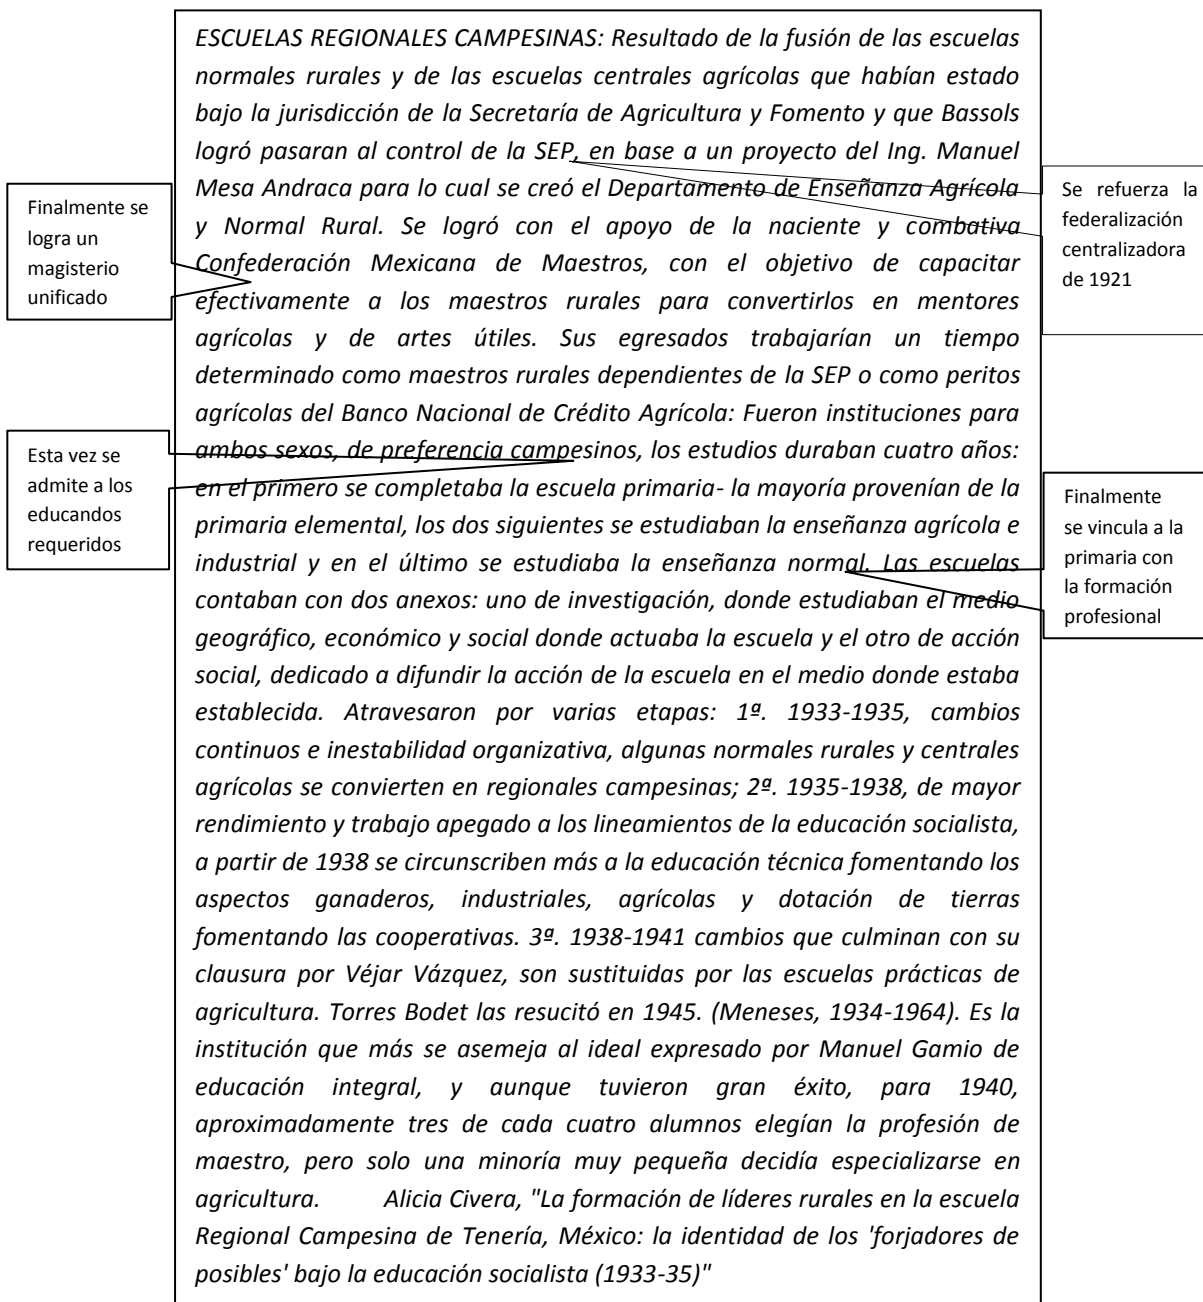 ESCUELAS REGIONALES CAMPESINAS: Resultado de la fusión de las escuelas
normales rurales y de las escuelas centrales agrícolas que habían estado
bajo la jurisdicción de la Secretaría de Agricultura y Fomento y que Bassols
logró pasaran al control de la SEP, en base a un proyecto del Ing. Manuel
Mesa Andraca para lo cual se creó el Departamento de Enseñanza Agrícola
y Normal Rural. Se logró con el apoyo de la naciente y combativa
Confederación Mexicana de Maestros, con el objetivo de capacitar
efectivamente a los maestros rurales para convertirlos en mentores
agrícolas y de artes útiles. Sus egresados trabajarían un tiempo
determinado como maestros rurales dependientes de la SEP o como peritos
agrícolas del Banco Nacional de Crédito Agrícola: Fueron instituciones para
ambos sexos, de preferencia campesinos, los estudios duraban cuatro años:
en el primero se completaba la escuela primaria- la mayoría provenían de la
primaria elemental, los dos siguientes se estudiaban la enseñanza agrícola e
industrial y en el último se estudiaba la enseñanza normal. Las escuelas
contaban con dos anexos: uno de investigación, donde estudiaban el medio
geográfico, económico y social donde actuaba la escuela y el otro de acción
social, dedicado a difundir la acción de la escuela en el medio donde estaba
establecida. Atravesaron por varias etapas: 1ª. 1933-1935, cambios
continuos e inestabilidad organizativa, algunas normales rurales y centrales
agrícolas se convierten en regionales campesinas; 2ª. 1935-1938, de mayor
rendimiento y trabajo apegado a los lineamientos de la educación socialista,
a partir de 1938 se circunscriben más a la educación técnica fomentando los
aspectos ganaderos, industriales, agrícolas y dotación de tierras
fomentando las cooperativas. 3ª. 1938-1941 cambios que culminan con su
clausura por Véjar Vázquez, son sustituidas por las escuelas prácticas de
agricultura. Torres Bodet las resucitó en 1945. (Meneses, 1934-1964). Es la
institución que más se asemeja al ideal expresado por Manuel Gamio de
educación integral, y aunque tuvieron gran éxito, para 1940,
aproximadamente tres de cada cuatro alumnos elegían la profesión de
maestro, pero solo una minoría muy pequeña decidía especializarse en
agricultura. Alicia Civera, "La formación de líderes rurales en la escuela
Regional Campesina de Tenería, México: la identidad de los 'forjadores de
posibles' bajo la educación socialista (1933-35)"
Finalmente se
logra un
magisterio
unificado
Esta vez se
admite a los
educandos
requeridos
Se refuerza la
federalización
centralizadora
de 1921
Finalmente
se vincula a la
primaria con
la formación
profesional